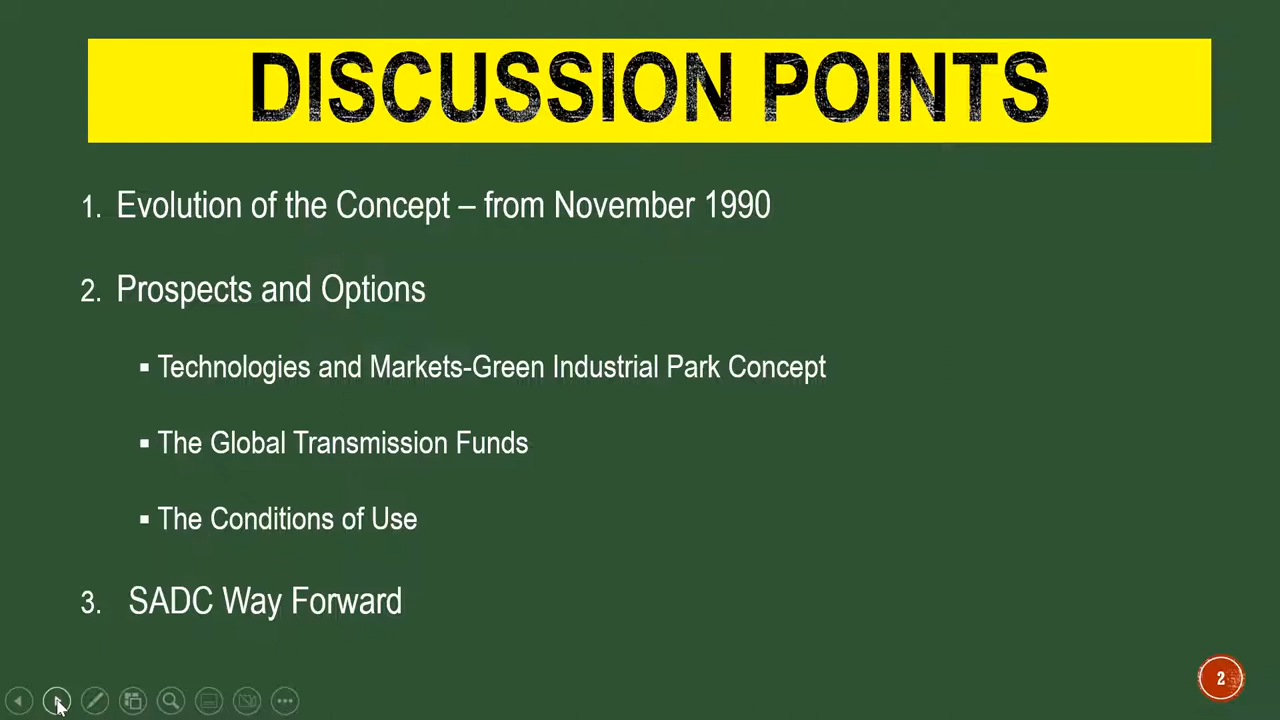 DISCUSSION POINTS
1. Evolution of the Concept – from November 1990
2. Prospects and Options
▪ Technologies and Markets-Green Industrial Park Concept
▪ The Global Transmission Funds
▪ The Conditions of Use
3. SADC Way Forward
2